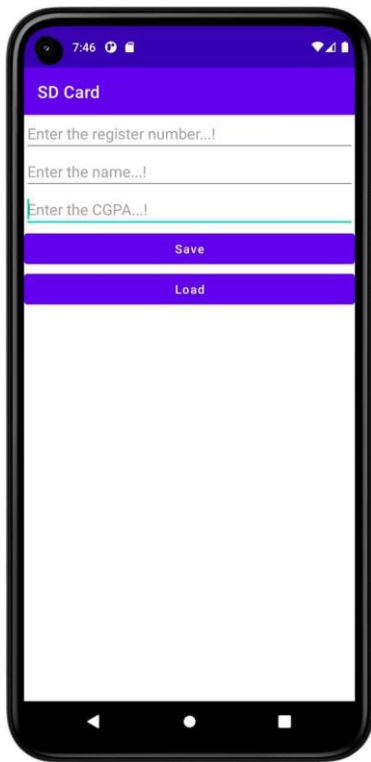 7:46
SD Card
Enter the register number...!
Enter the name...!
Enter the CGPA...!
Save
Load